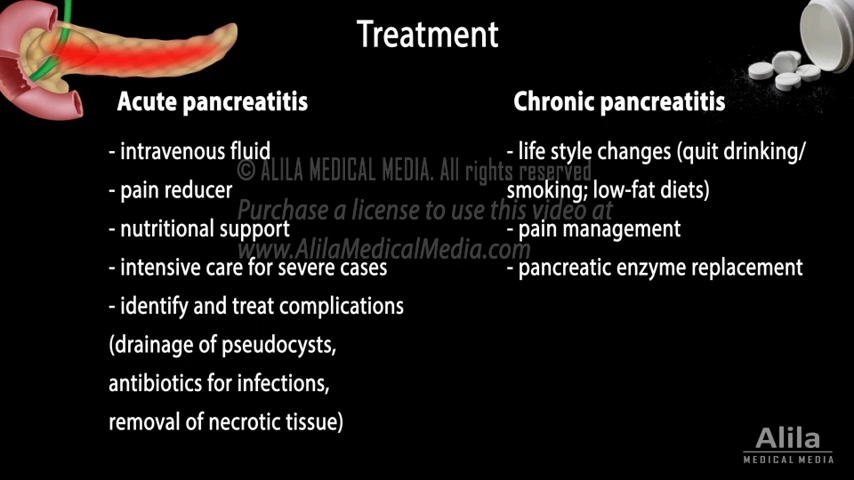 Treatment
Acute pancreatitis
- intravenous fluid
- pain reducer
- nutritional support
- intensive care for severe cases
- identify and treat complications
(drainage of pseudocysts,
antibiotics for infections,
removal of necrotic tissue)
Chronic pancreatitis
- life style changes (quit drinking/
smoking; low-fat diets)
- pain management
- pancreatic enzyme replacement
© ALILA MEDICAL MEDIA. All rights reserved
Purchase a license to use this video at
www.AlilaMedicalMedia.com
Alila
MEDICAL MEDIA